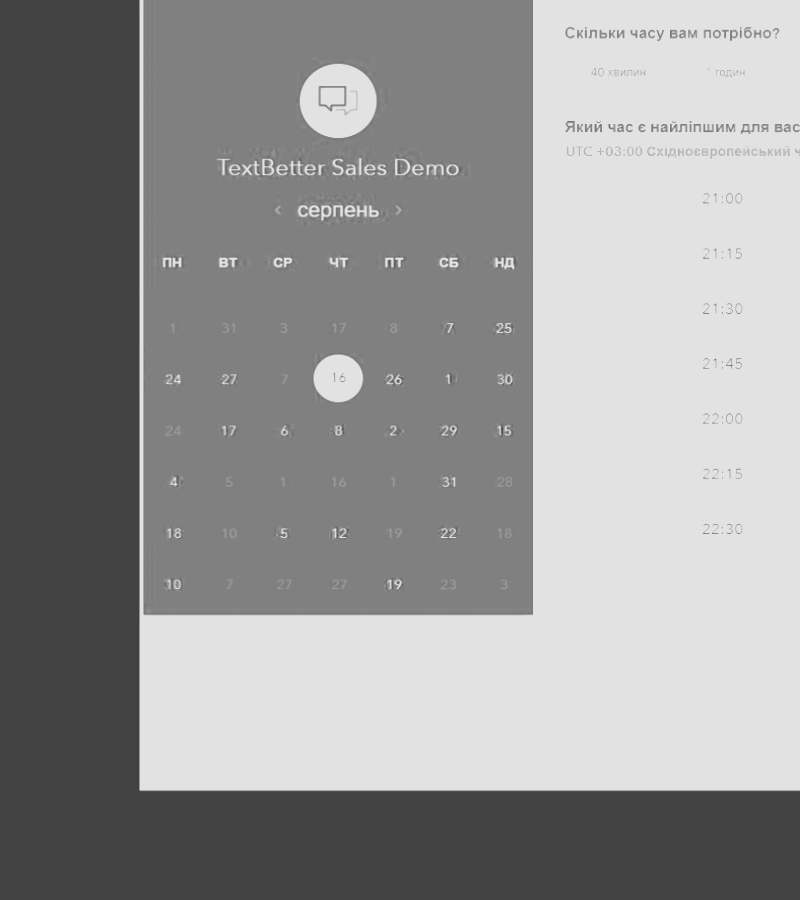 TextBetter Sales Demo
серпень
ПН ВТ СР ЧТ ПТ СБ НД
1 31 3 17 8 7 25
24 27 7 16 26 1 30
24 17 6 8 2 29 15
4 5 1 16 1 31 28
18 10 5 12 19 22 18
10 7 27 27 19 23 3
Скільки часу вам потрібно?
40 хвилин годин
Який час є найліпшим для вас
UTC +03:00 Східноєвропейський ч
21:00
21:15
21:30
21:45
22:00
22:15
22:30